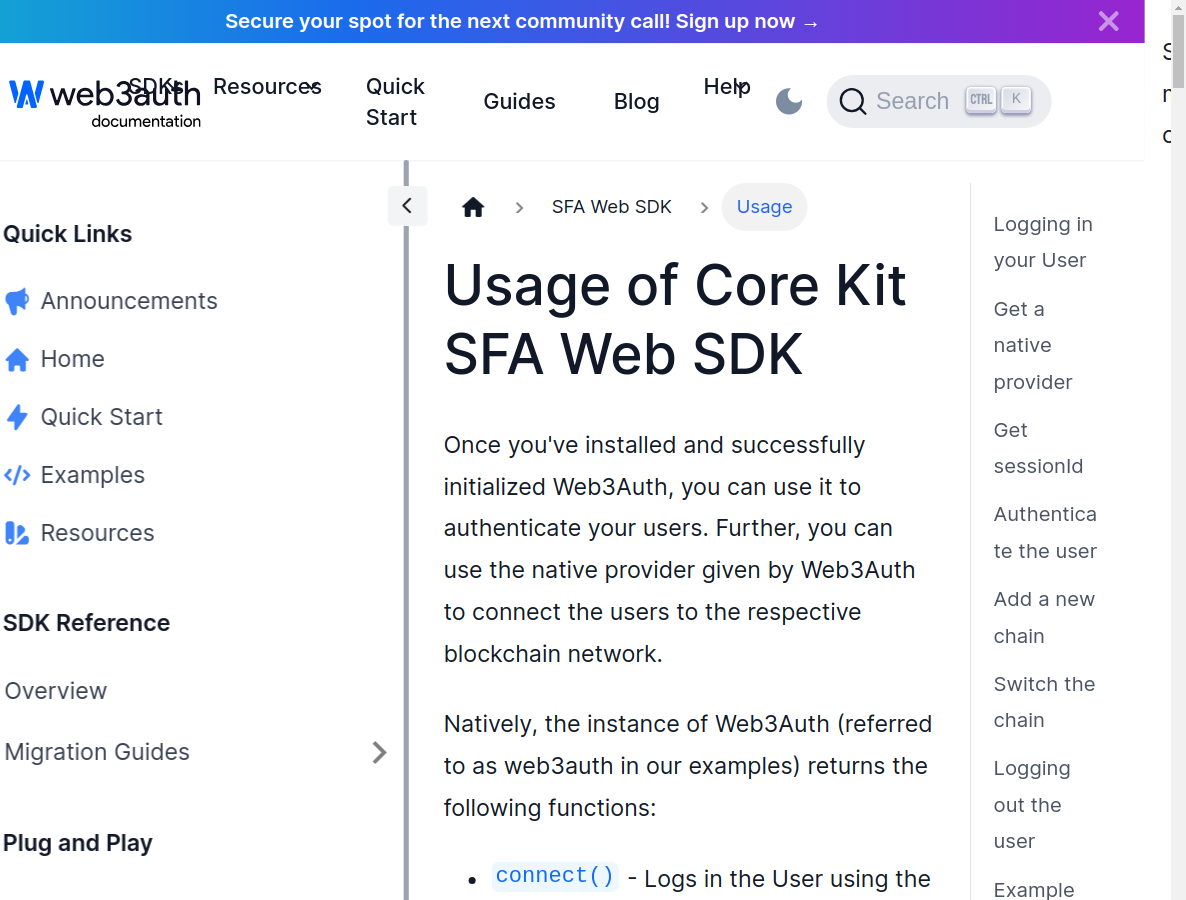 Secure your spot for the next community call! Sign up now →
web3auth
documentation
SDKs
Resources
Quick
Start
Guides
Blog
Help
Search
CTRL
K
Quick Links
Announcements
Home
Quick Start
Examples
Resources
SDK Reference
Overview
Migration Guides
Plug and Play
SFA Web SDK
Usage
Usage of Core Kit
SFA Web SDK
Once you've installed and successfully
initialized Web3Auth, you can use it to
authenticate your users. Further, you can
use the native provider given by Web3Auth
to connect the users to the respective
blockchain network.
Natively, the instance of Web3Auth (referred
to as web3auth in our examples) returns the
following functions:
• connect() - Logs in the User using the
Logging in
your User
Get a
native
provider
Get
sessionId
Authentica
te the user
Add a new
chain
Switch the
chain
Logging
out the
user
Example